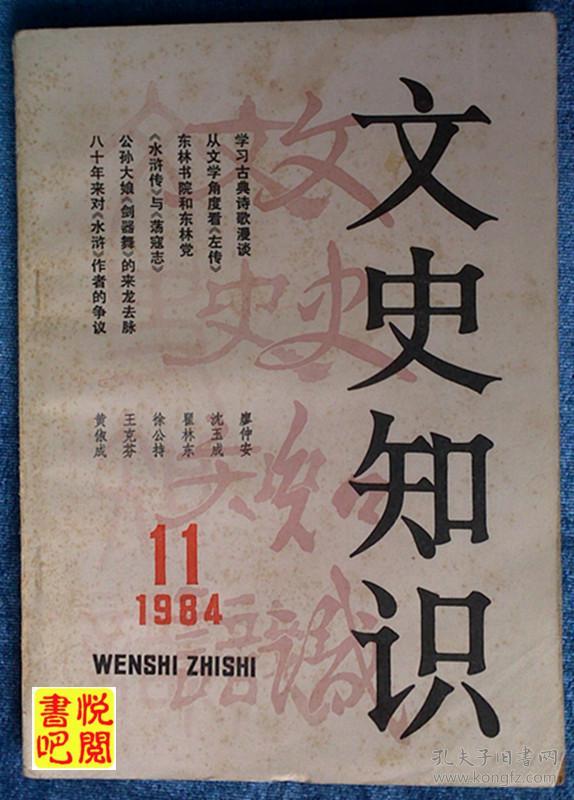 文史知识
学习古典诗歌漫谈
廖仲安
从文学角度看《左传》
沈玉成
东林书院和东林党
瞿林东
《水浒传》与《荡寇志》
徐公持
公孙大娘《剑器舞》的来龙去脉
王克芬
八十年来对《水浒》作者的争议
黄俶成
11
1984
WENSHI ZHISHI
悦閲
書吧
孔夫子旧书网
www.kongfz.com